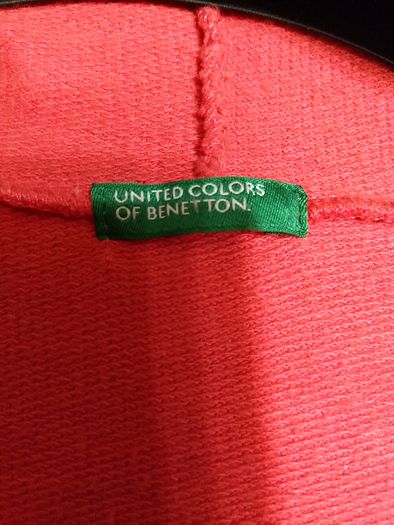 UNITED COLORS
OF BENETTON.